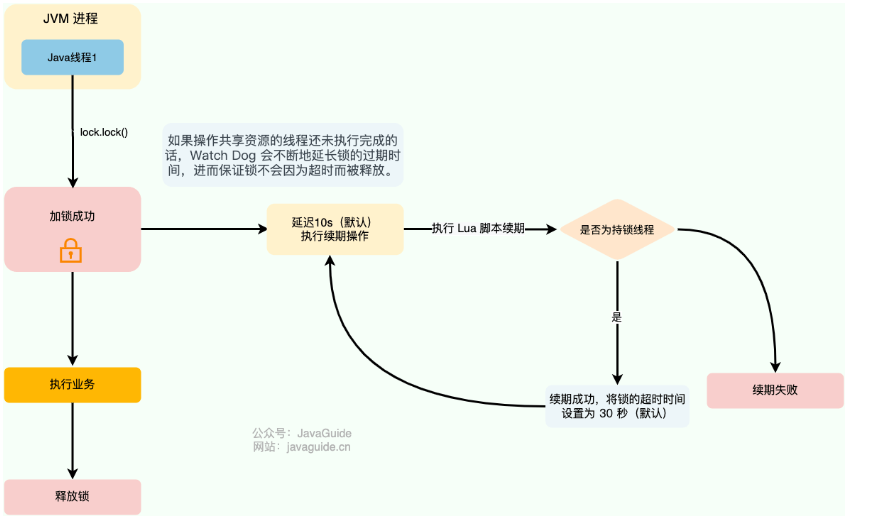 JVM 进程
Java线程1
lock.lock()
如果操作共享资源的线程还未执行完成的
话，Watch Dog 会不断地延长锁的过期时
间，进而保证锁不会因为超时而被释放。
加锁成功
延迟10s（默认）
执行续期操作
执行 Lua 脚本续期
是否为持锁线程
是
执行业务
续期成功，将锁的超时时间
设置为 30 秒（默认）
续期失败
公众号：JavaGuide
网站：javaguide.cn
释放锁